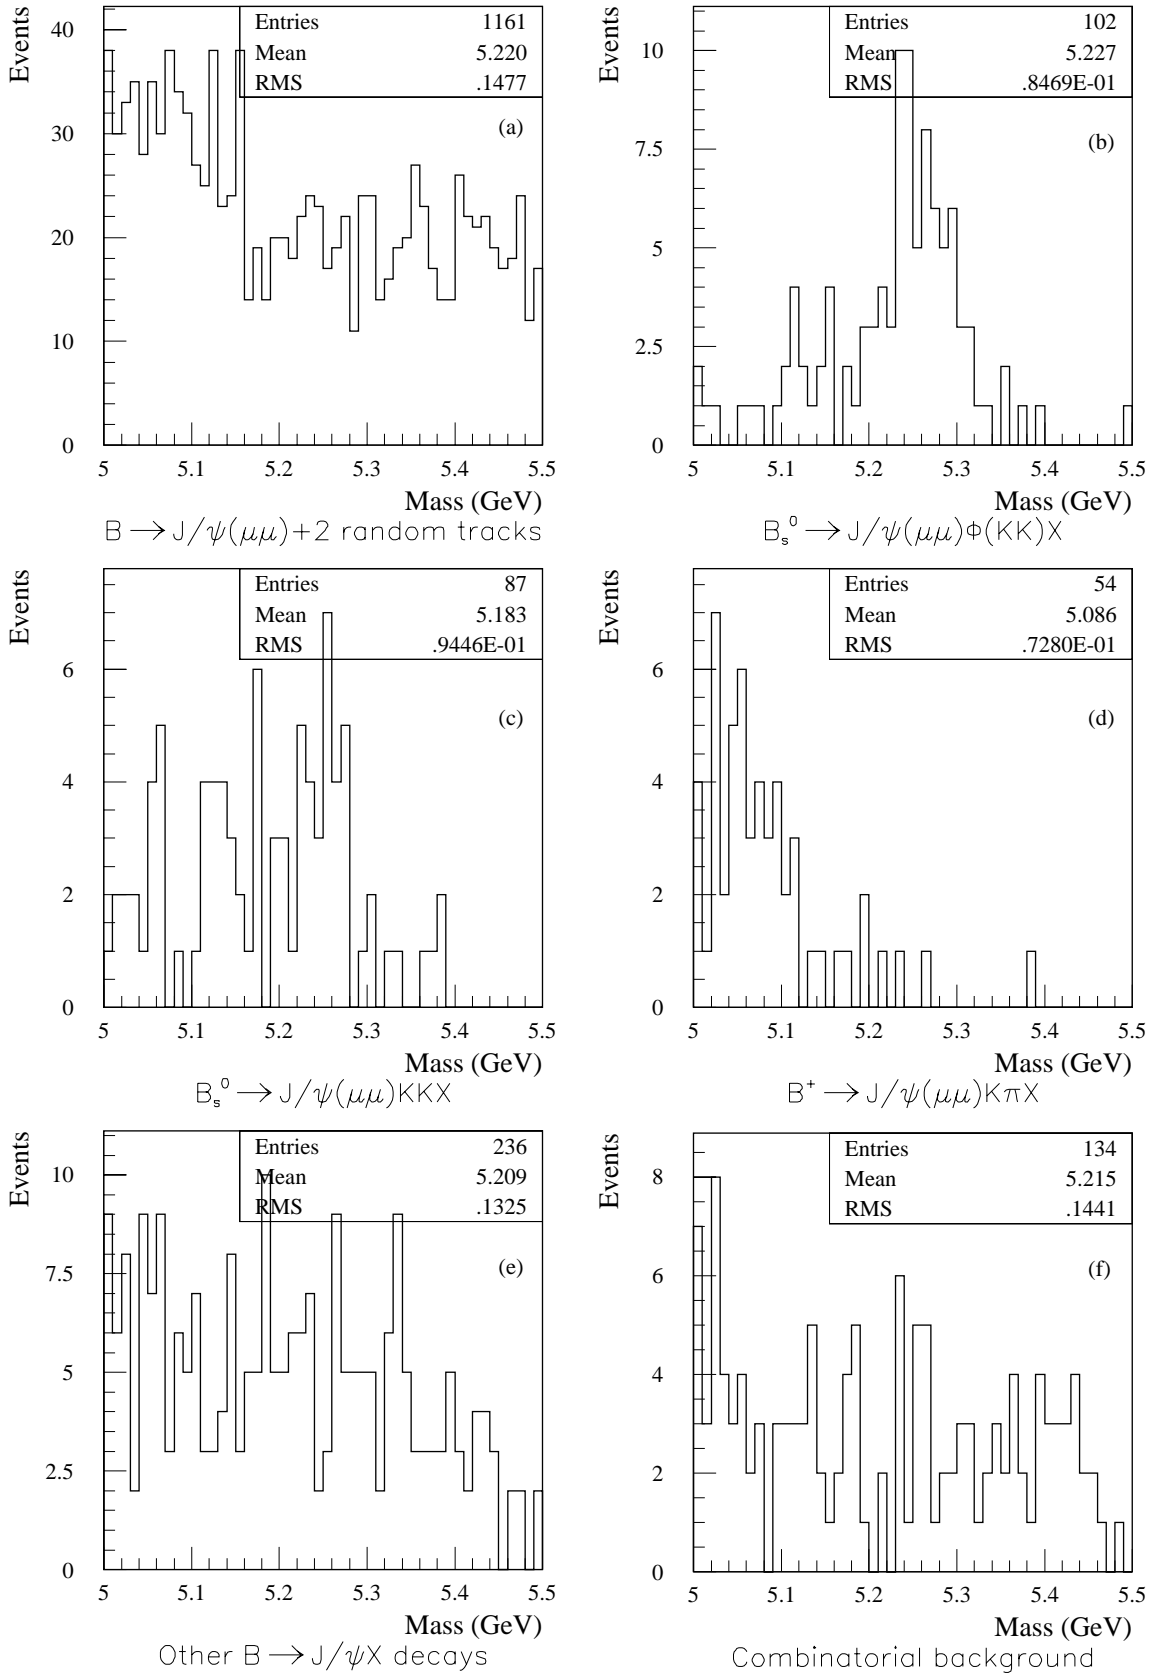 Events
40
30
20
10
0
Entries 1161
Mean 5.220
RMS .1477
(a)
5 5.1 5.2 5.3 5.4 5.5
Mass (GeV)
B → J/ψ(μμ)+2 random tracks
Events
10
7.5
5
2.5
0
Entries 102
Mean 5.227
RMS .8469E-01
(b)
5 5.1 5.2 5.3 5.4 5.5
Mass (GeV)
B_s^0 → J/ψ(μμ)Φ(KK)X
Events
6
4
2
0
Entries 87
Mean 5.183
RMS .9446E-01
(c)
5 5.1 5.2 5.3 5.4 5.5
Mass (GeV)
B_s^0 → J/ψ(μμ)KKX
Events
6
4
2
0
Entries 54
Mean 5.086
RMS .7280E-01
(d)
5 5.1 5.2 5.3 5.4 5.5
Mass (GeV)
B^+ → J/ψ(μμ)KπX
Events
10
7.5
5
2.5
0
Entries 236
Mean 5.209
RMS .1325
(e)
5 5.1 5.2 5.3 5.4 5.5
Mass (GeV)
Other B → J/ψX decays
Events
8
6
4
2
0
Entries 134
Mean 5.215
RMS .1441
(f)
5 5.1 5.2 5.3 5.4 5.5
Mass (GeV)
Combinatorial background